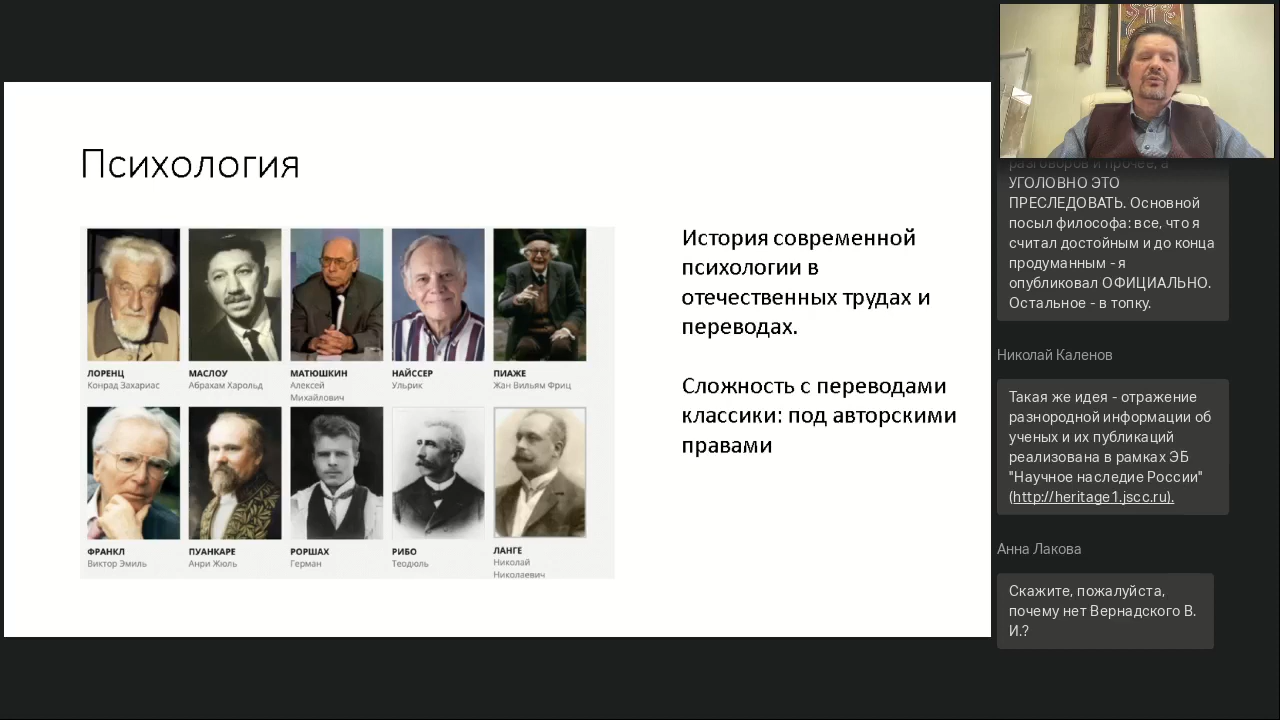 Психология
ЛОРЕНЦ
Конрад Захариас
МАСЛОУ
Абрахам Харольд
МАТЮШКИН
Алексей
Михайлович
НАЙССЕР
Ульрик
ПИАЖЕ
Жан Вильям Фриц
ФРАНКЛ
Виктор Эмиль
ПУАНКАРЕ
Анри Жюль
РОРШАХ
Герман
РИБО
Теодюль
ЛАНГЕ
Николай
Николаевич
История современной
психологии в
отечественных трудах и
переводах.
Сложность с переводами
классики: под авторскими
правами
разговоров и прочее, а
УГОЛОВНО ЭТО
ПРЕСЛЕДОВАТЬ. Основной
посыл философа: все, что я
считал достойным и до конца
продуманным - я
опубликовал ОФИЦИАЛЬНО.
Остальное - в топку.
Николай Каленов
Такая же идея - отражение
разнородной информации об
ученых и их публикаций
реализована в рамках ЭБ
"Научное наследие России"
(http://heritage1.jscc.ru).
Анна Лакова
Скажите, пожалуйста,
почему нет Вернадского В.
И.?